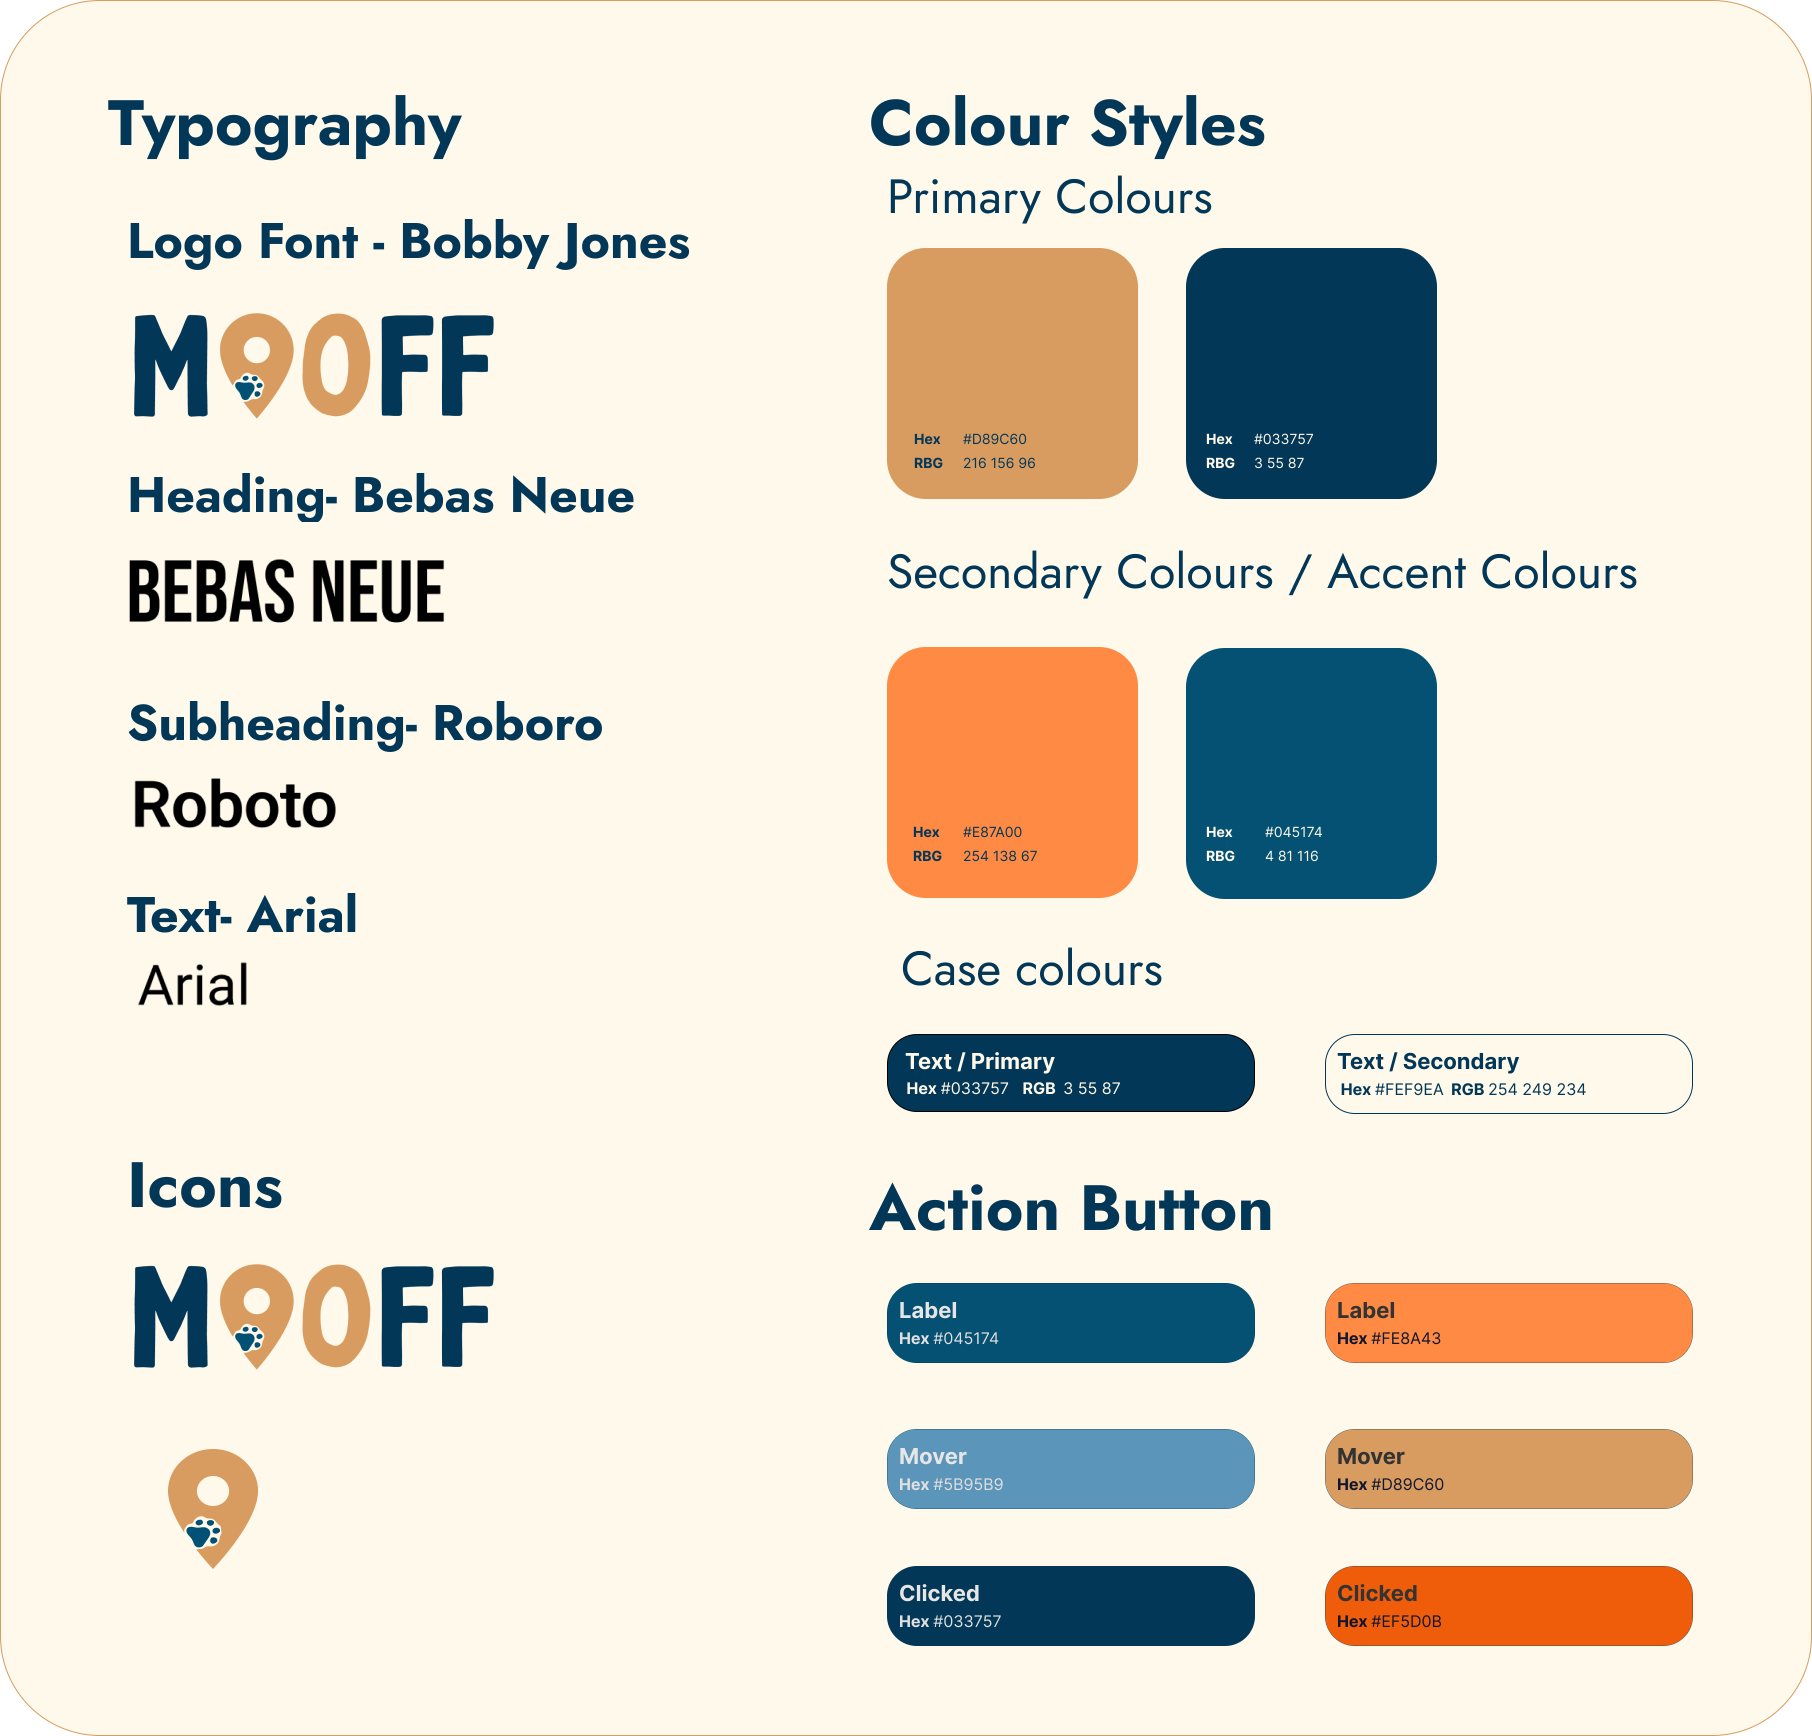 Typography
Logo Font - Bobby Jones
MOOFF
Heading- Bebas Neue
BEBAS NEUE
Subheading- Roboro
Roboto
Text- Arial
Arial
Icons
MOOFF
Colour Styles
Primary Colours
Hex #D89C60
RBG 216 156 96
Hex #033757
RBG 3 55 87
Secondary Colours / Accent Colours
Hex #E87A00
RBG 254 138 67
Hex #045174
RBG 4 81 116
Case colours
Text / Primary
Hex #033757 RGB 3 55 87
Text / Secondary
Hex #FEF9EA RGB 254 249 234
Action Button
Label
Hex #045174
Label
Hex #FE8A43
Mover
Hex #5B95B9
Mover
Hex #D89C60
Clicked
Hex #033757
Clicked
Hex #EF5D0B